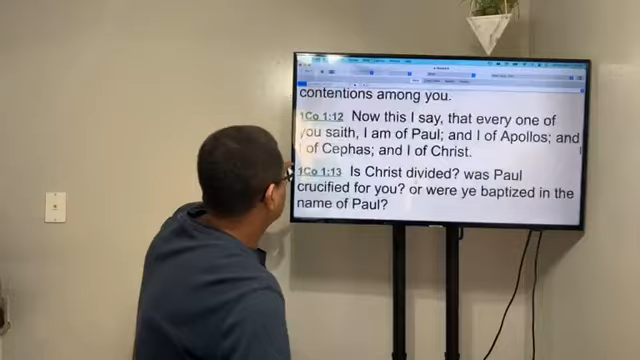 contentions among you.
1Co 1:12 Now this I say, that every one of
you saith, I am of Paul; and I of Apollos; and
I of Cephas; and I of Christ.
1Co 1:13 Is Christ divided? was Paul
crucified for you? or were ye baptized in the
name of Paul?